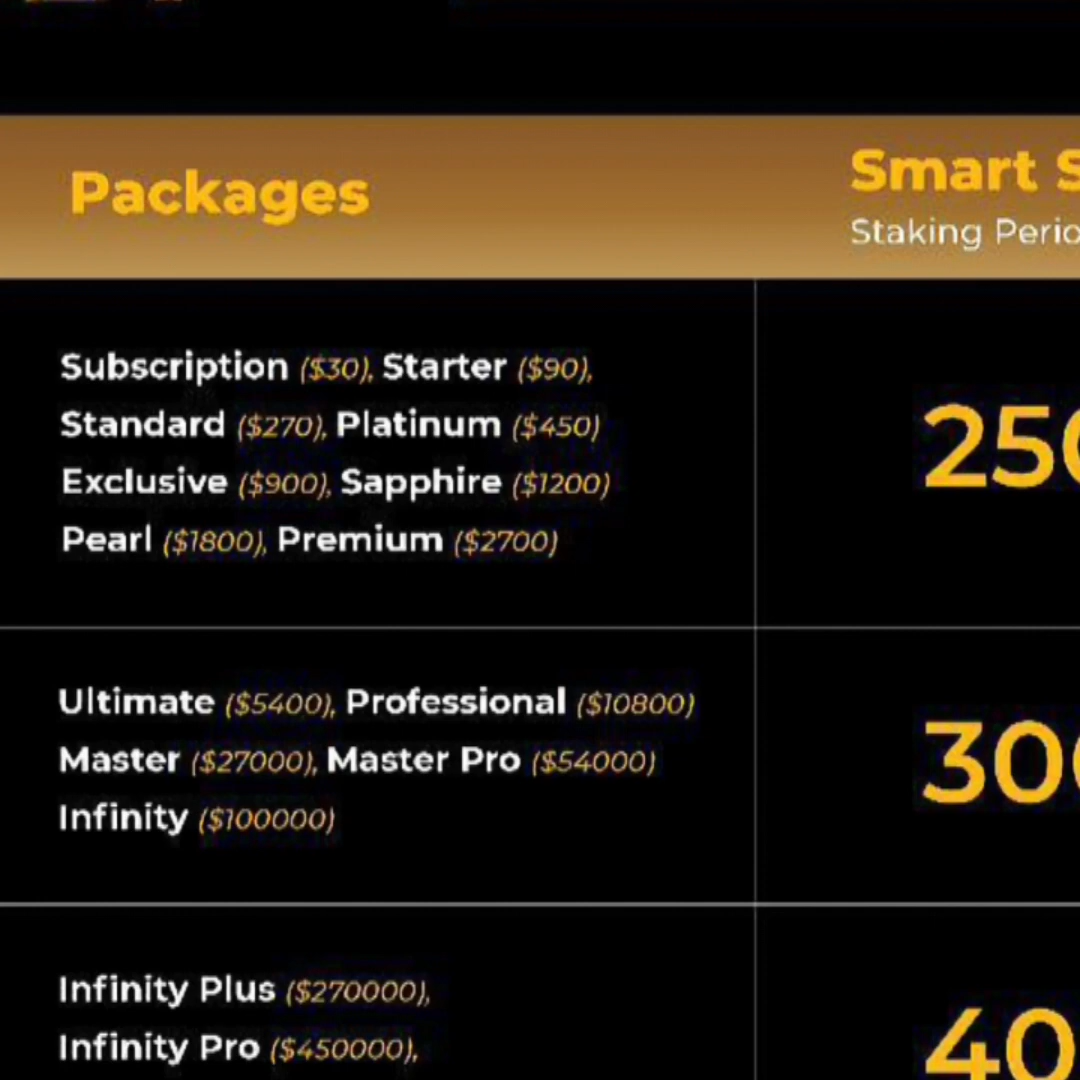 Packages
Smart
Staking
Subscription ($30), Starter ($90),
Standard ($270), Platinum ($450)
Exclusive ($900), Sapphire ($1200)
Pearl ($1800), Premium ($2700)
Ultimate ($5400), Professional ($10800)
Master ($27000), Master Pro ($54000)
Infinity ($100000)
Infinity Plus ($270000),
Infinity Pro ($450000),